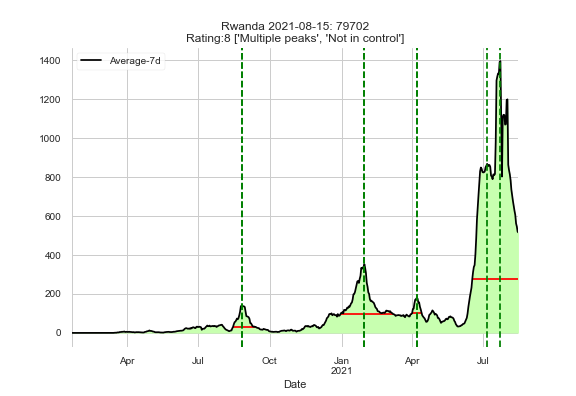 Rwanda 2021-08-15: 79702
Rating:8 ['Multiple peaks', 'Not in control']
Average-7d
1400
1200
1000
800
600
400
200
0
Apr
Jul
Oct
Jan
2021
Apr
Jul
Date